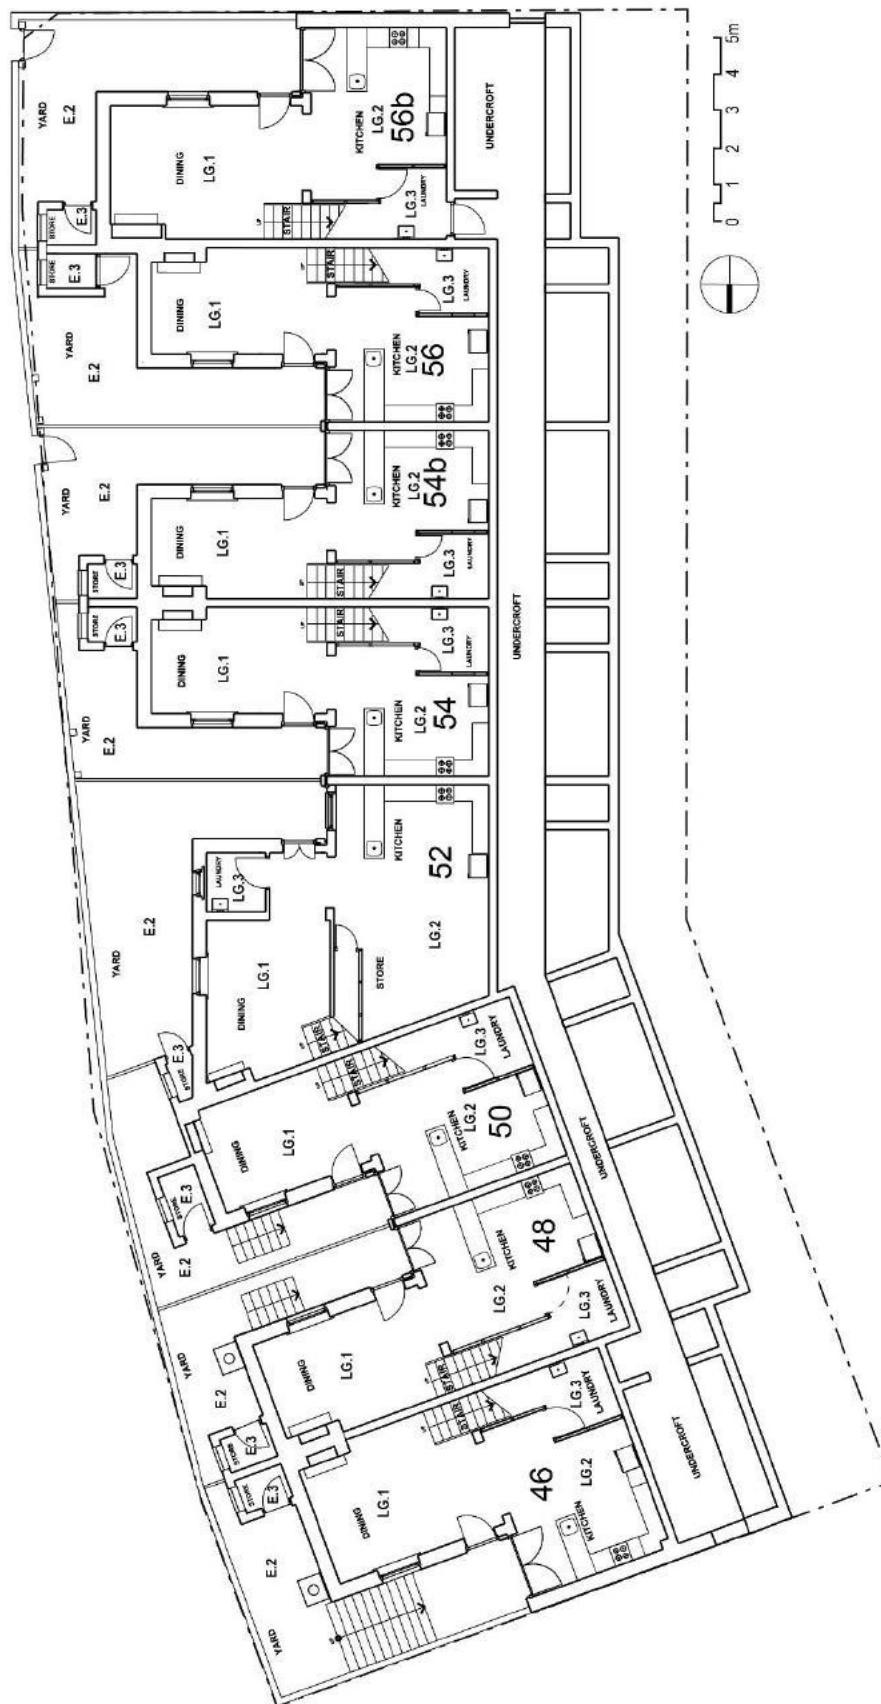 YARD
E.2
DINING
LG.1
KITCHEN
LG.2
56b
UNDERCROFT
STORE
E.3
UP
STAIR
LG.3
LAUNDRY
0 1 2 3 4 5m
STORE
E.3
YARD
E.2
DINING
LG.1
UP
STAIR
LG.3
LAUNDRY
KITCHEN
LG.2
56
YARD
E.2
DINING
LG.1
KITCHEN
LG.2
54b
STORE
E.3
UP
STAIR
LG.3
LAUNDRY
UNDERCROFT
STORE
E.3
YARD
E.2
DINING
LG.1
UP
STAIR
LG.3
LAUNDRY
KITCHEN
LG.2
54
YARD
E.2
LAUNDRY
LG.3
KITCHEN
52
DINING
LG.1
STORE
LG.2
STAIR
STORE
E.3
DINING
LG.1
STAIR
LG.3
LAUNDRY
KITCHEN
LG.2
50
STORE
E.3
YARD
E.2
UNDERCROFT
YARD
E.2
DINING
LG.1
KITCHEN
LG.2
48
STAIR
LG.3
LAUNDRY
STORE
E.3
STORE
E.3
YARD
E.2
DINING
LG.1
STAIR
LG.3
LAUNDRY
KITCHEN
LG.2
46
UP
UNDERCROFT